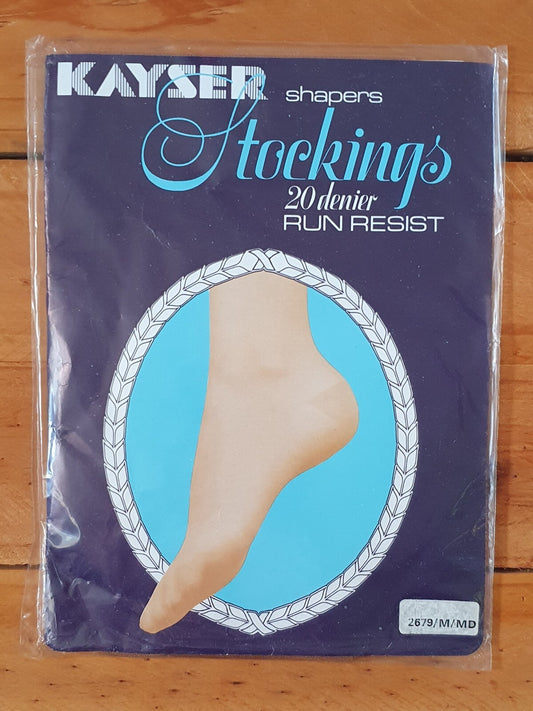 KAYSER shapers
Stockings
20 denier
RUN RESIST
2679/M/MD